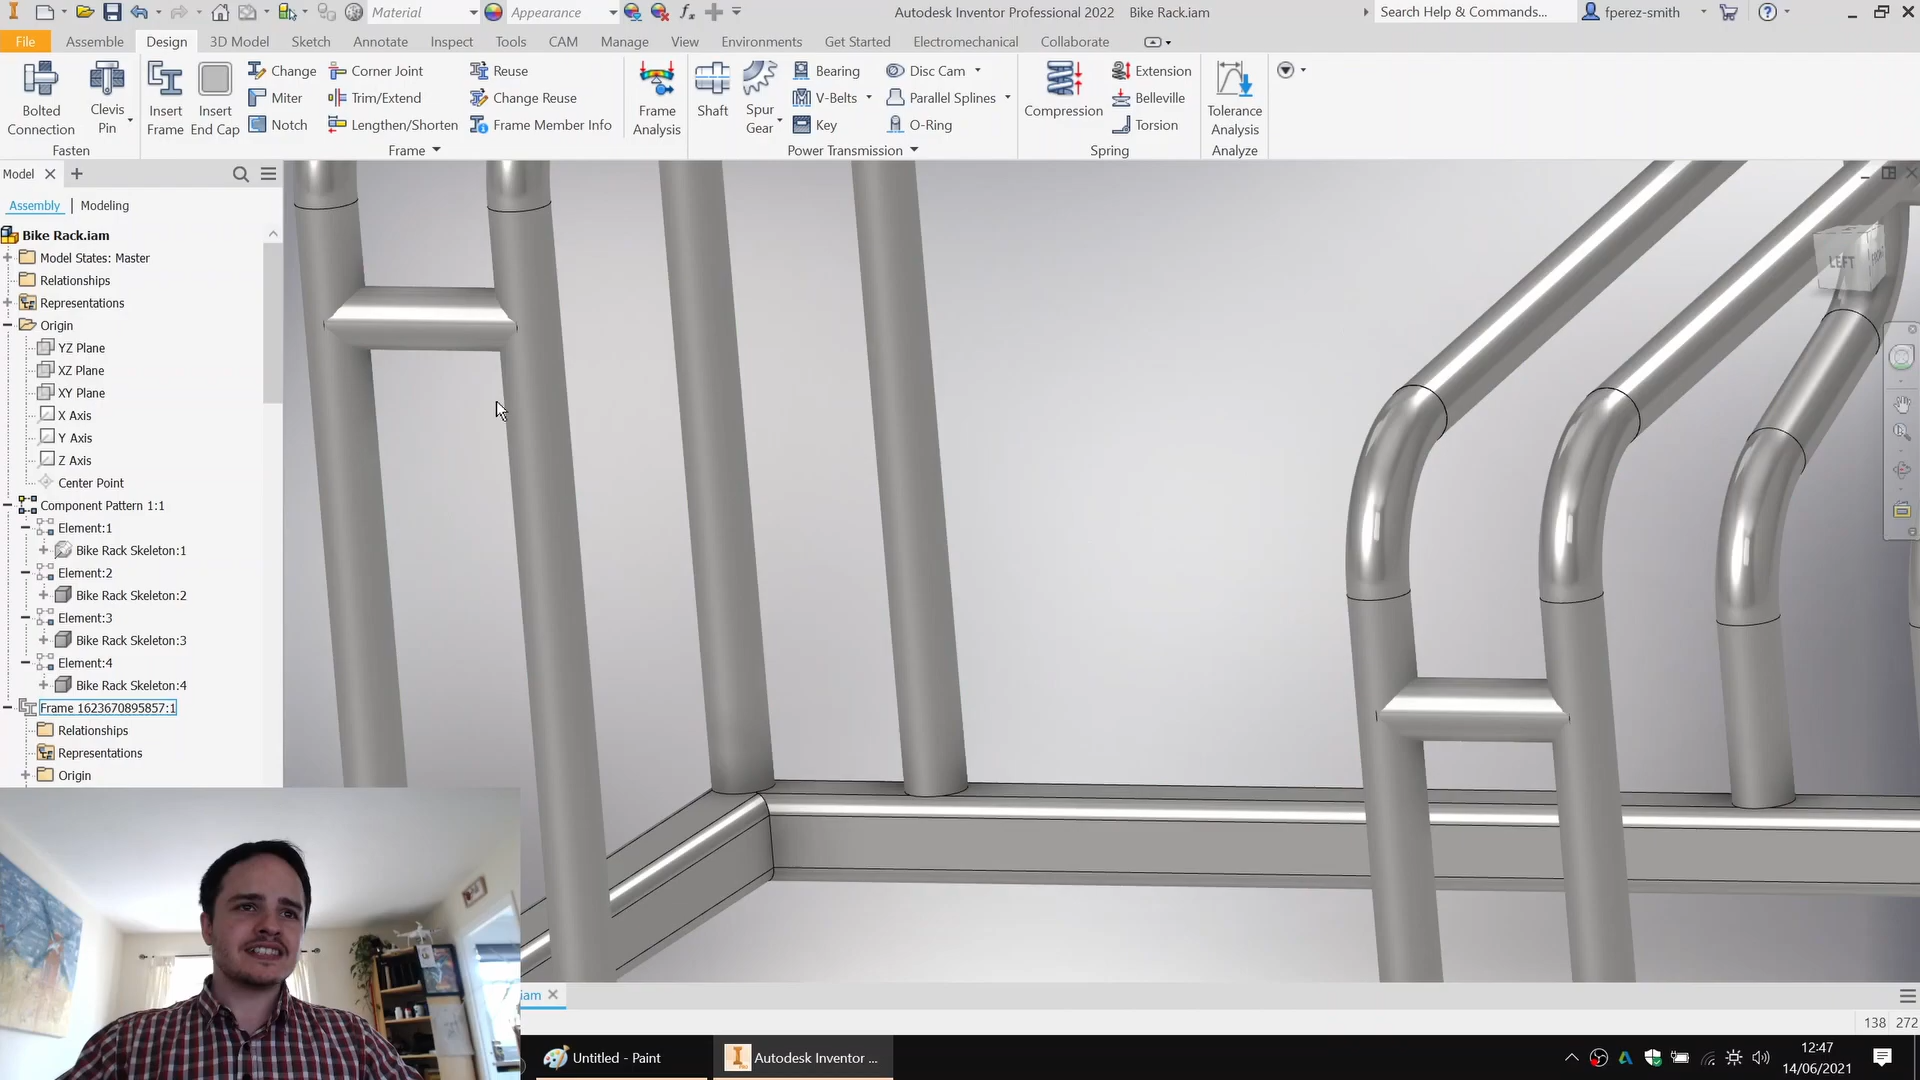 Material
Appearance
Autodesk Inventor Professional 2022 Bike Rack.iam
Search Help & Commands...
fperez-smith
File
Assemble
Design
3D Model
Sketch
Annotate
Inspect
Tools
CAM
Manage
View
Environments
Get Started
Electromechanical
Collaborate
Bolted
Connection
Clevis
Pin
Fasten
Insert
Frame
Insert
End Cap
Change
Miter
Notch
Corner Joint
Trim/Extend
Lengthen/Shorten
Reuse
Change Reuse
Frame Member Info
Frame
Frame
Analysis
Shaft
Spur
Gear
Bearing
V-Belts
Key
Disc Cam
Parallel Splines
O-Ring
Power Transmission
Compression
Extension
Belleville
Torsion
Spring
Tolerance
Analysis
Analyze
Model
Assembly
Modeling
Bike Rack.iam
Model States: Master
Relationships
Representations
Origin
YZ Plane
XZ Plane
XY Plane
X Axis
Y Axis
Z Axis
Center Point
Component Pattern 1:1
Element:1
Bike Rack Skeleton:1
Element:2
Bike Rack Skeleton:2
Element:3
Bike Rack Skeleton:3
Element:4
Bike Rack Skeleton:4
Frame 1623670895857:1
Relationships
Representations
Origin
LEFT
138 272
Untitled - Paint
Autodesk Inventor ...
12:47
14/06/2021